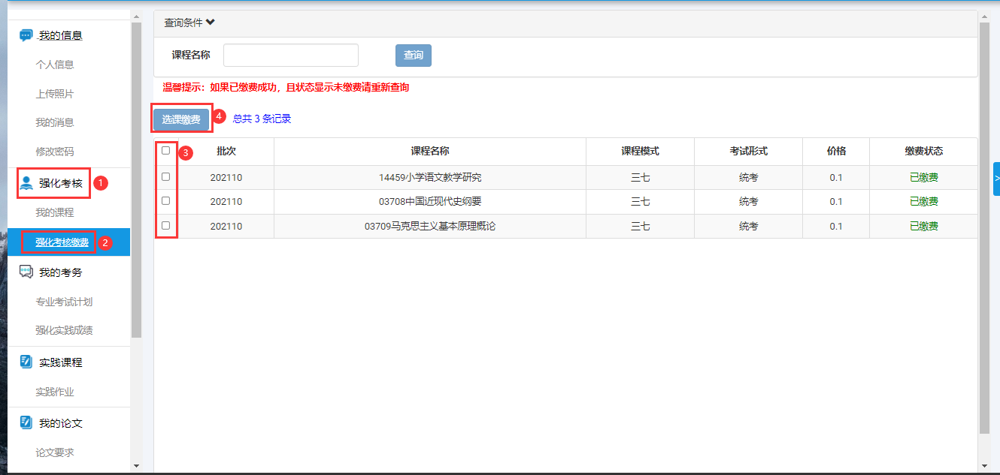 我的信息
个人信息
上传照片
我的消息
修改密码
强化考核 1
我的课程
强化考核缴费 2
我的考务
专业考试计划
强化实践成绩
实践课程
实践作业
我的论文
论文要求
查询条件
课程名称 查询
温馨提示：如果已缴费成功，且状态显示未缴费请重新查询
选课缴费 4 总共 3 条记录
3 批次 课程名称 课程模式 考试形式 价格 缴费状态
202110 14459小学语文教学研究 三七 统考 0.1 已缴费
202110 03708中国近现代史纲要 三七 统考 0.1 已缴费
202110 03709马克思主义基本原理概论 三七 统考 0.1 已缴费
>